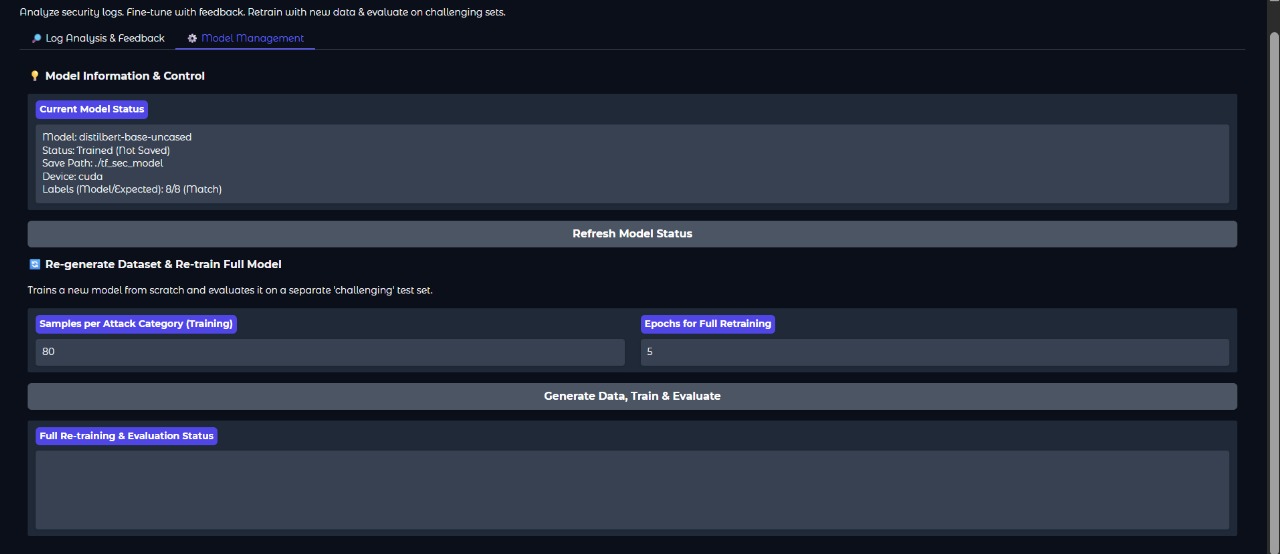 Analyze security logs. Fine-tune with feedback. Retrain with new data & evaluate on challenging sets.
Log Analysis & Feedback
Model Management
Model Information & Control
Current Model Status
Model: distilbert-base-uncased
Status: Trained (Not Saved)
Save Path: ./tf_sec_model
Device: cuda
Labels (Model/Expected): 8/8 (Match)
Refresh Model Status
Re-generate Dataset & Re-train Full Model
Trains a new model from scratch and evaluates it on a separate 'challenging' test set.
Samples per Attack Category (Training)
Epochs for Full Retraining
80
5
Generate Data, Train & Evaluate
Full Re-training & Evaluation Status